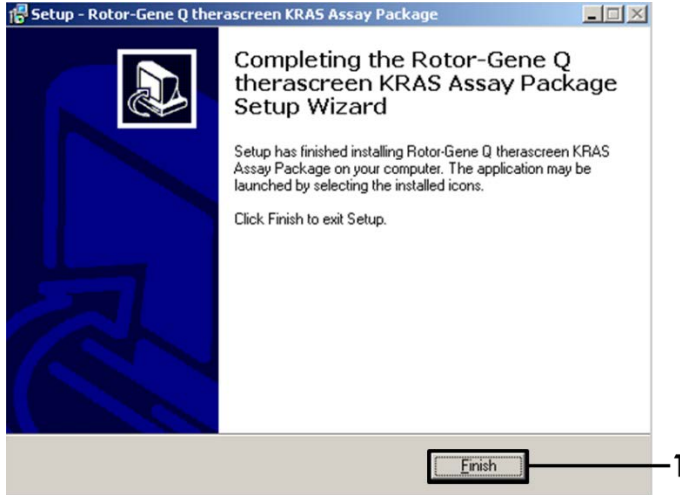 Setup - Rotor-Gene Q therascreen KRAS Assay Package
Completing the Rotor-Gene Q
therascreen KRAS Assay Package
Setup Wizard
Setup has finished installing Rotor-Gene Q therascreen KRAS
Assay Package on your computer. The application may be
launched by selecting the installed icons.
Click Finish to exit Setup.
Finish
1